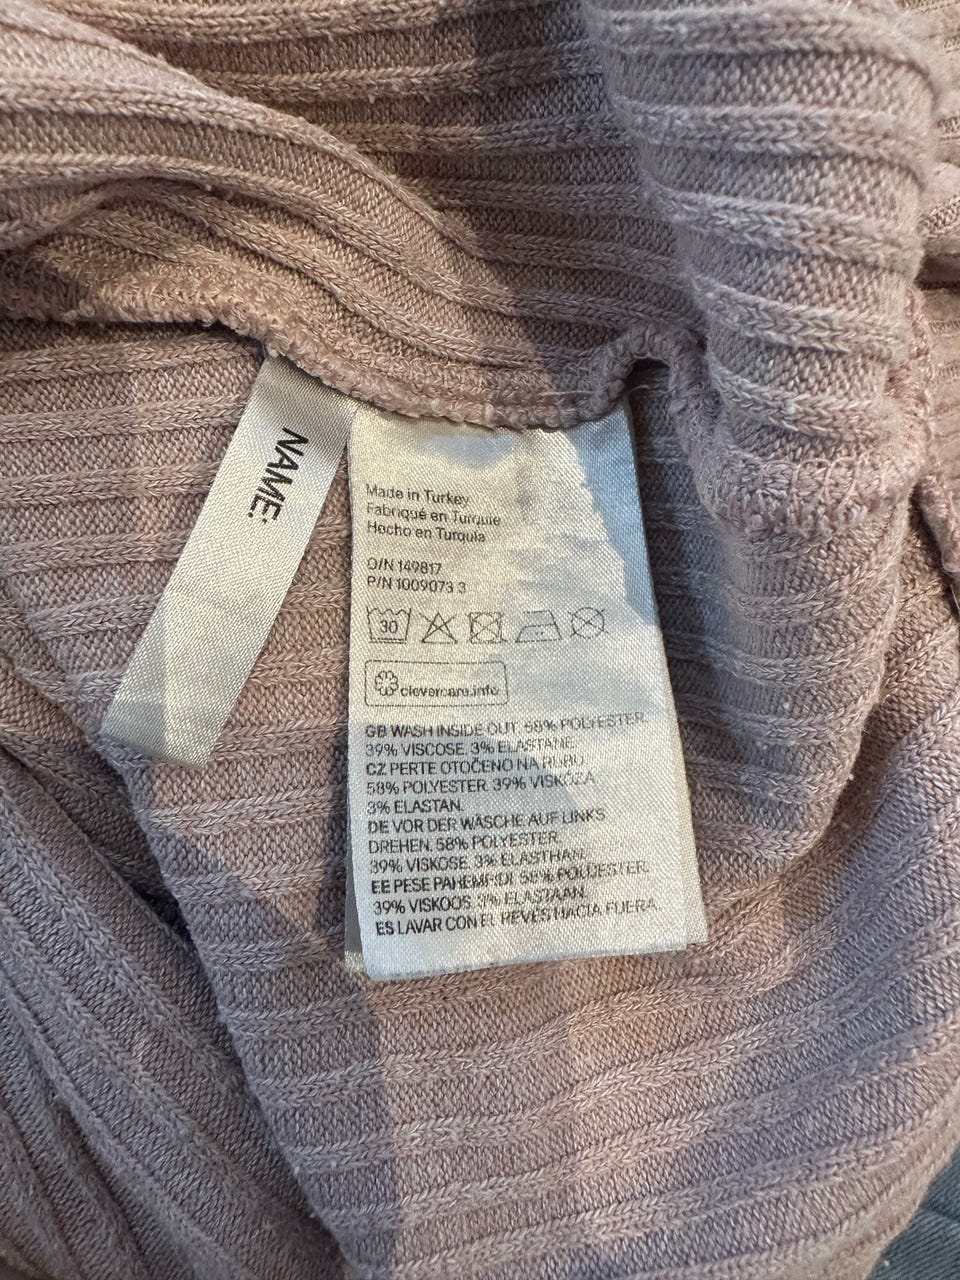 NAME:
Made in Turkey
Fabriqué en Turquie
Hecho en Turquía
O/N 149817
P/N 1009073 3
30
clevercare.info
GB WASH INSIDE OUT. 58% POLYESTER.
39% VISCOSE. 3% ELASTANE.
CZ PERTE OTOČENO NA RUBU.
58% POLYESTER. 39% VISKÓZA.
3% ELASTAN.
DE VOR DER WÄSCHE AUF LINKS
DREHEN. 58% POLYESTER.
39% VISKOSE. 3% ELASTHAN.
EE PESE PAHEMPIDI. 58% POLÜESTER.
39% VISKOOS. 3% ELASTAAN.
ES LAVAR CON EL REVÉS HACIA FUERA.